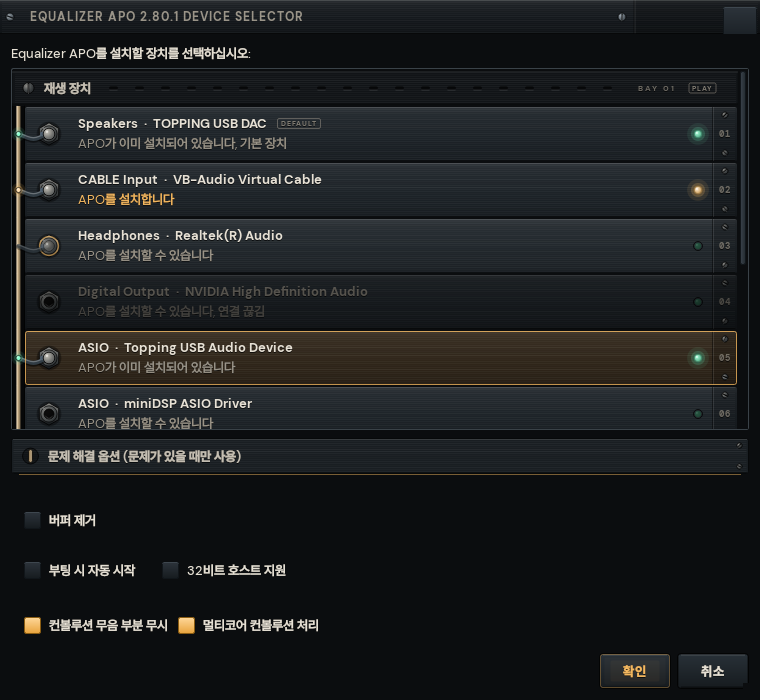 EQUALIZER APO 2.80.1 DEVICE SELECTOR
Equalizer APO를 설치할 장치를 선택하십시오:
재생 장치 BAY 01 PLAY
Speakers · TOPPING USB DAC DEFAULT
APO가 이미 설치되어 있습니다, 기본 장치
01
CABLE Input · VB-Audio Virtual Cable
APO를 설치합니다
02
Headphones · Realtek(R) Audio
APO를 설치할 수 있습니다
03
Digital Output · NVIDIA High Definition Audio
APO를 설치할 수 있습니다, 연결 끊김
04
ASIO · Topping USB Audio Device
APO가 이미 설치되어 있습니다
05
ASIO · miniDSP ASIO Driver
APO를 설치할 수 있습니다
06
문제 해결 옵션 (문제가 있을 때만 사용)
버퍼 제거
부팅 시 자동 시작 32비트 호스트 지원
컨볼루션 무음 부분 무시 멀티코어 컨볼루션 처리
확인 취소